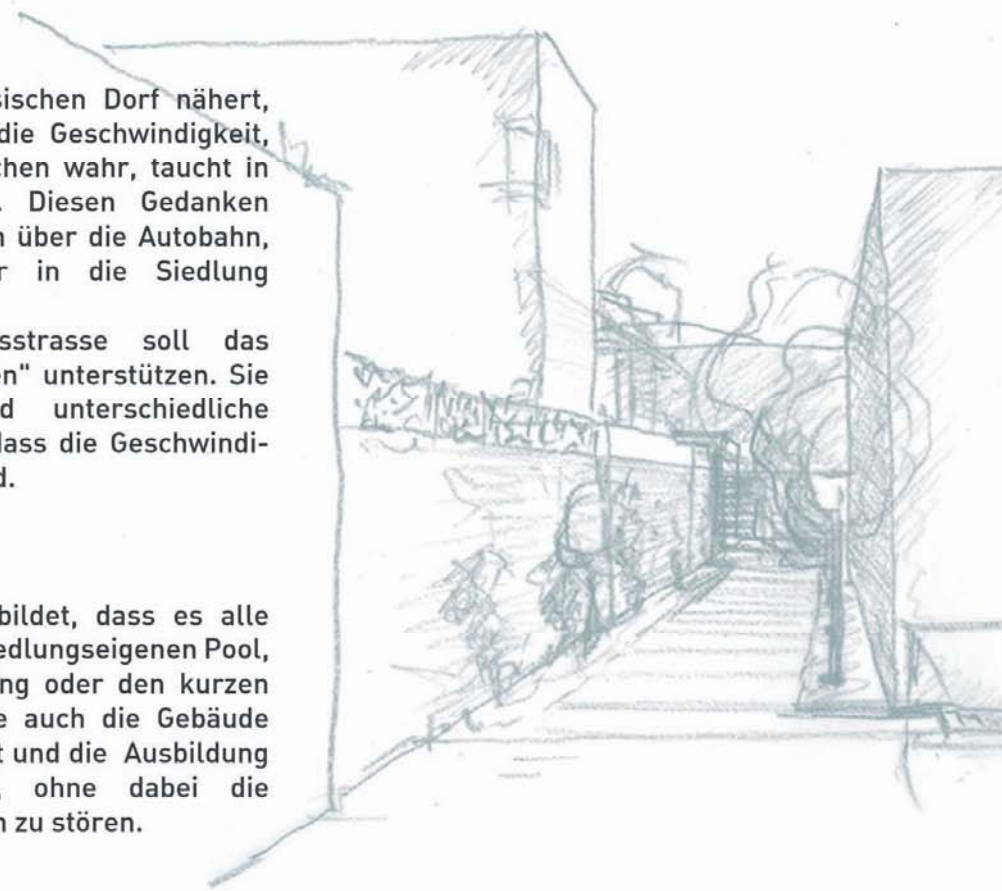 sischen Dorf nähert,
die Geschwindigkeit,
chen wahr, taucht in
. Diesen Gedanken
n über die Autobahn,
r in die Siedlung
sstrasse soll das
en" unterstützen. Sie
d unterschiedliche
dass die Geschwindi-
d.
bildet, dass es alle
edlungseigenen Pool,
ng oder den kurzen
e auch die Gebäude
t und die Ausbildung
, ohne dabei die
n zu stören.